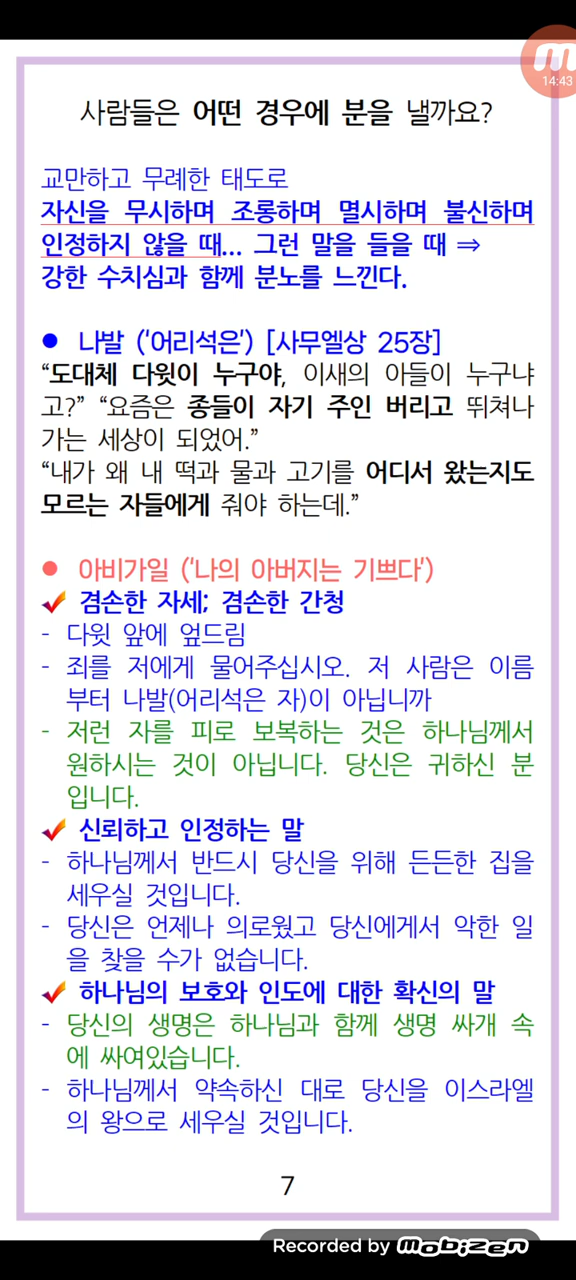 14:43
사람들은 어떤 경우에 분을 낼까요?
교만하고 무례한 태도로
자신을 무시하며 조롱하며 멸시하며 불신하며
인정하지 않을 때... 그런 말을 들을 때 ⇒
강한 수치심과 함께 분노를 느낀다.
● 나발 ('어리석은') [사무엘상 25장]
“도대체 다윗이 누구야, 이새의 아들이 누구냐
고?” “요즘은 종들이 자기 주인 버리고 뛰쳐나
가는 세상이 되었어.”
“내가 왜 내 떡과 물과 고기를 어디서 왔는지도
모르는 자들에게 줘야 하는데.”
● 아비가일 ('나의 아버지는 기쁘다')
✔ 겸손한 자세; 겸손한 간청
- 다윗 앞에 엎드림
- 죄를 저에게 물어주십시오. 저 사람은 이름
부터 나발(어리석은 자)이 아닙니까
- 저런 자를 피로 보복하는 것은 하나님께서
원하시는 것이 아닙니다. 당신은 귀하신 분
입니다.
✔ 신뢰하고 인정하는 말
- 하나님께서 반드시 당신을 위해 든든한 집을
세우실 것입니다.
- 당신은 언제나 의로웠고 당신에게서 악한 일
을 찾을 수가 없습니다.
✔ 하나님의 보호와 인도에 대한 확신의 말
- 당신의 생명은 하나님과 함께 생명 싸개 속
에 싸여있습니다.
- 하나님께서 약속하신 대로 당신을 이스라엘
의 왕으로 세우실 것입니다.
7
Recorded by mobizen